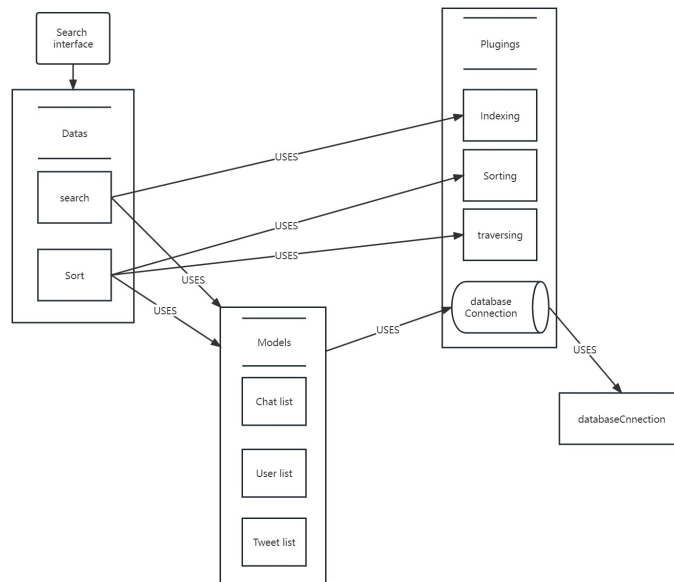 Search
interface
Datas
search
Sort
USES
USES
USES
USES
USES
Plugings
Indexing
Sorting
traversing
database
Connection
USES
USES
databaseCnnection
Models
Chat list
User list
Tweet list